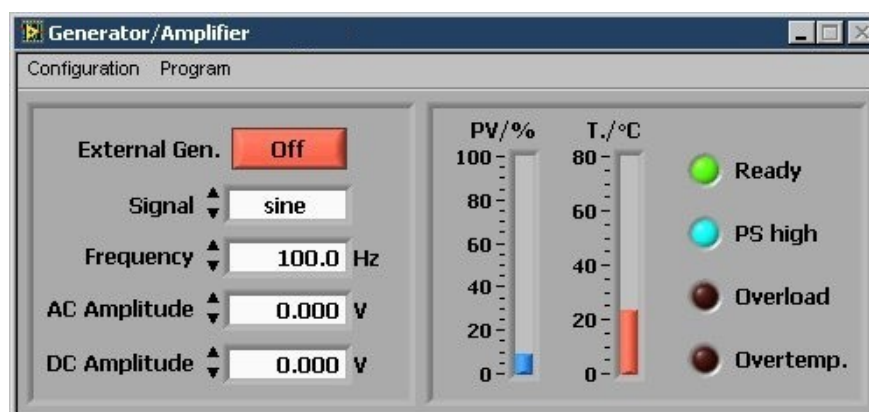 Generator/Amplifier
Configuration Program
External Gen. Off
Signal sine
Frequency 100.0 Hz
AC Amplitude 0.000 V
DC Amplitude 0.000 V
PV/% T./°C
100 80
80
60 60
40 40
20 20
0 0
Ready
PS high
Overload
Overtemp.